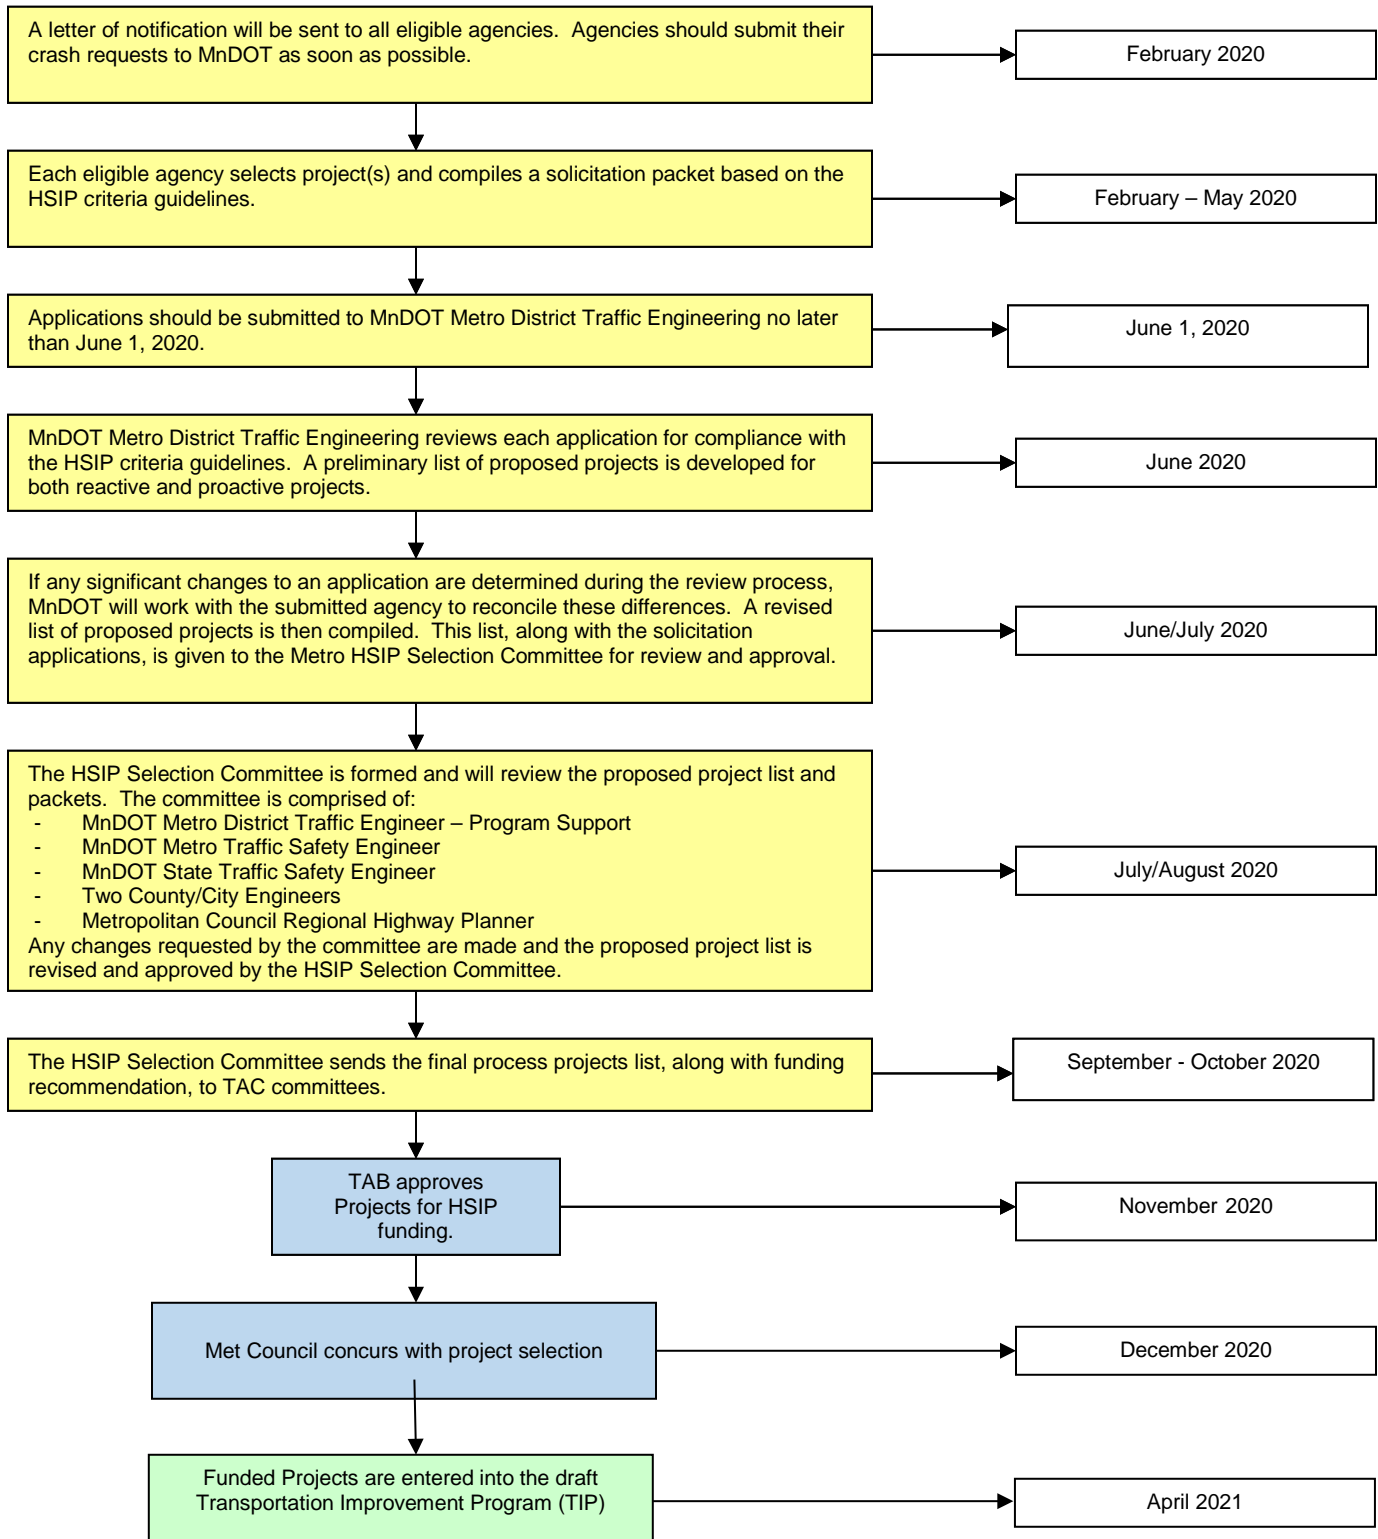 A letter of notification will be sent to all eligible agencies.  Agencies should submit their
crash requests to MnDOT as soon as possible.
February 2020
Each eligible agency selects project(s) and compiles a solicitation packet based on the
HSIP criteria guidelines.
February – May 2020
Applications should be submitted to MnDOT Metro District Traffic Engineering no later
than June 1, 2020.
June 1, 2020
MnDOT Metro District Traffic Engineering reviews each application for compliance with
the HSIP criteria guidelines.  A preliminary list of proposed projects is developed for
both reactive and proactive projects.
June 2020
If any significant changes to an application are determined during the review process,
MnDOT will work with the submitted agency to reconcile these differences.  A revised
list of proposed projects is then compiled.  This list, along with the solicitation
applications, is given to the Metro HSIP Selection Committee for review and approval.
June/July 2020
The HSIP Selection Committee is formed and will review the proposed project list and
packets.  The committee is comprised of:
- MnDOT Metro District Traffic Engineer – Program Support
- MnDOT Metro Traffic Safety Engineer
- MnDOT State Traffic Safety Engineer
- Two County/City Engineers
- Metropolitan Council Regional Highway Planner
Any changes requested by the committee are made and the proposed project list is
revised and approved by the HSIP Selection Committee.
July/August 2020
The HSIP Selection Committee sends the final process projects list, along with funding
recommendation, to TAC committees.
September - October 2020
TAB approves
Projects for HSIP
funding.
November 2020
Met Council concurs with project selection
December 2020
Funded Projects are entered into the draft
Transportation Improvement Program (TIP)
April 2021